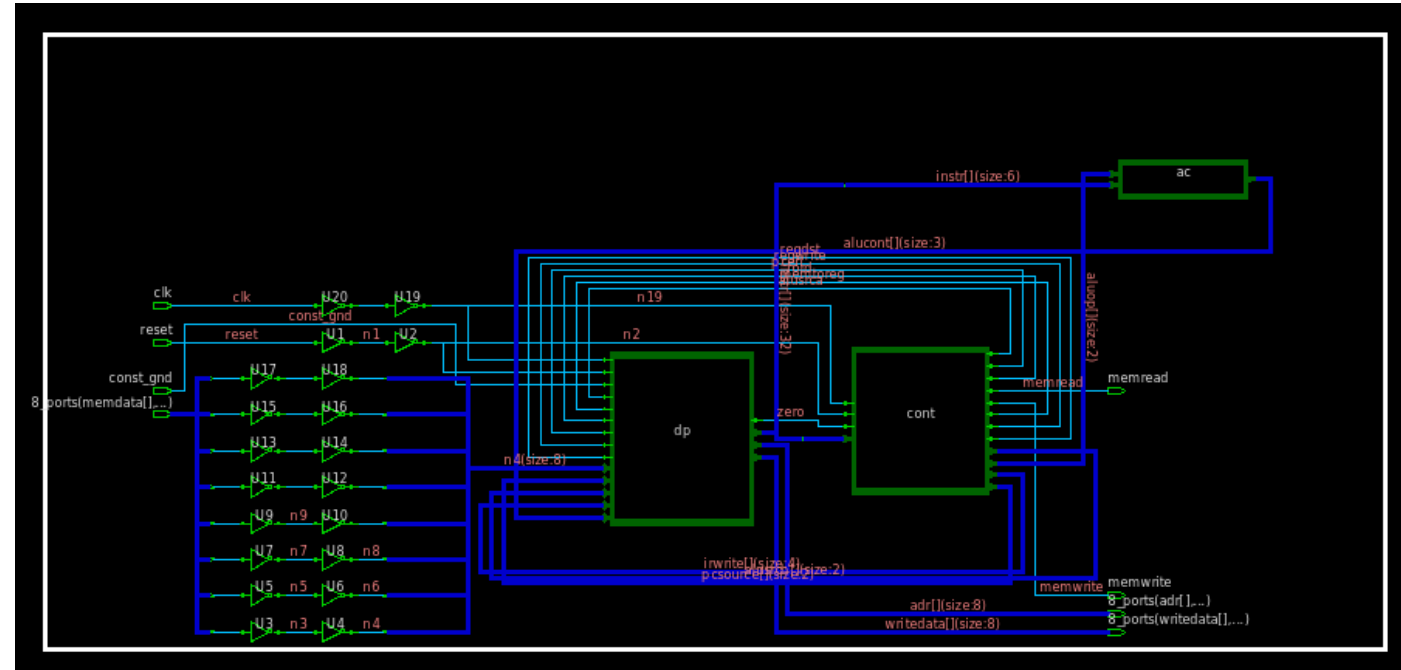 ac
instr[](size:6)
alucont[](size:3)
regdst
clk
clk
U20
U19
n19
const_gnd
reset
reset
U1
n1
U2
n2
aluop[](size:2)
const_gnd
U17
U18
memread
memread
8_ports(memdata[],...)
U15
U16
zero
cont
dp
U13
U14
n4(size:8)
U11
U12
U9
n9
U10
U7
n7
U8
n8
irwrite[](size:4)
pcsource[](size:2)
U5
n5
U6
n6
memwrite
memwrite
adr[](size:8)
8_ports(adr[],...)
U3
n3
U4
n4
writedata[](size:8)
8_ports(writedata[],...)